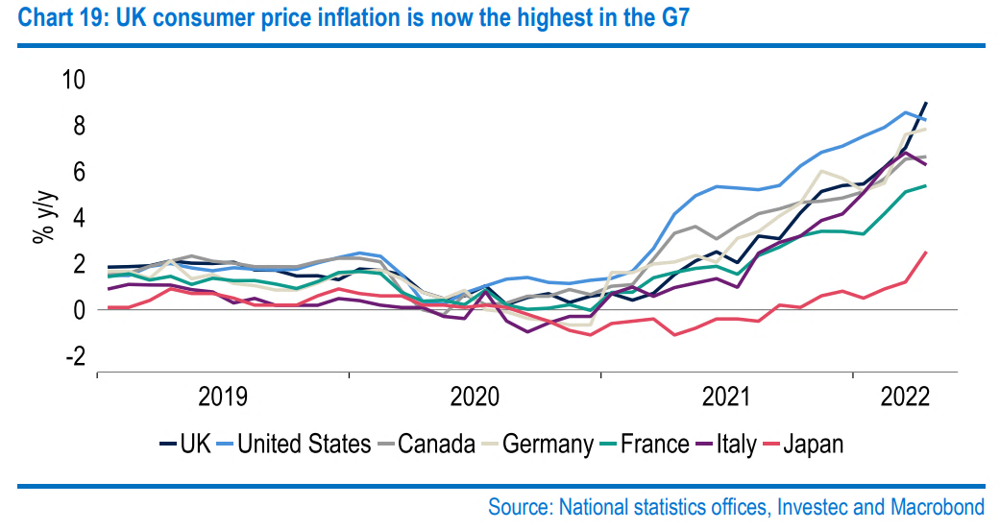 Chart 19: UK consumer price inflation is now the highest in the G7
% y/y
10
8
6
4
2
0
-2
2019 2020 2021 2022
UK United States Canada Germany France Italy Japan
Source: National statistics offices, Investec and Macrobond